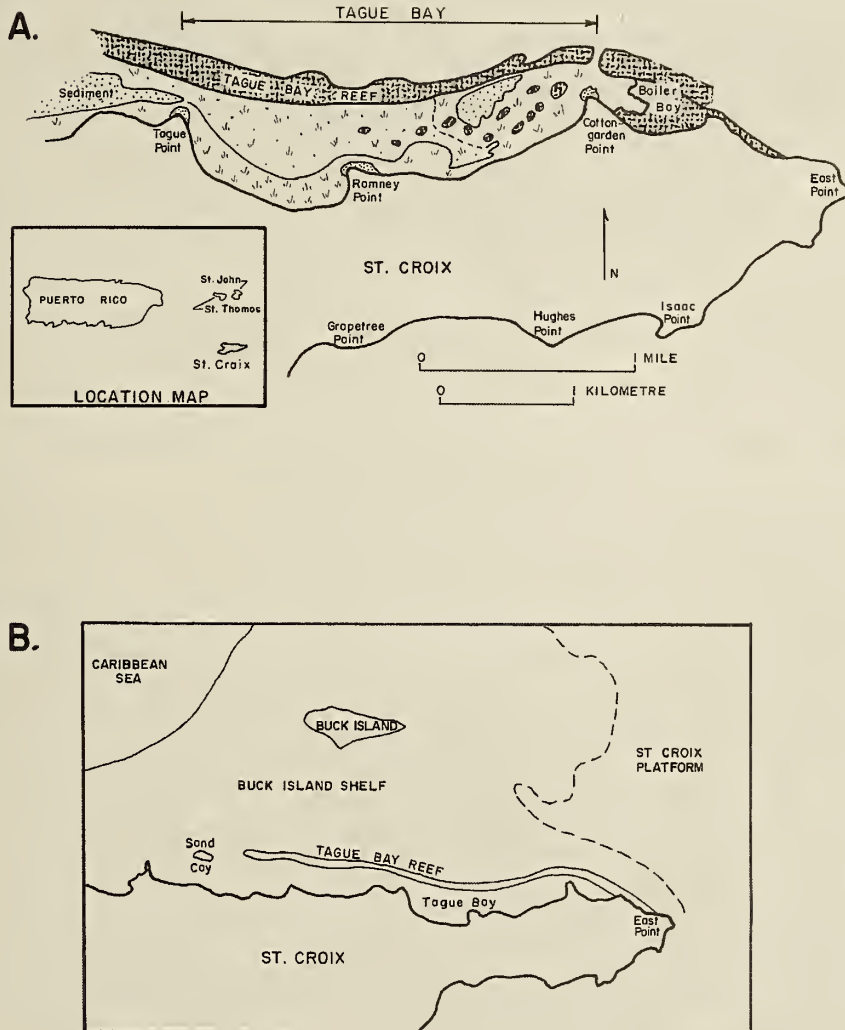 A.
TAGUE BAY
TAGUE BAY REEF
Sediment
Boiler
Bay
Tague
Point
Cotton-
garden
Point
Romney
Point
East
Point
N
ST. CROIX
St. John
PUERTO RICO
St. Thomas
St. Croix
LOCATION MAP
Grapetree
Point
Hughes
Point
Isaac
Point
0 1 MILE
0 1 KILOMETRE
B.
CARIBBEAN
SEA
BUCK ISLAND
ST CROIX
PLATFORM
BUCK ISLAND SHELF
Sand
Cay
TAGUE BAY REEF
Tague Bay
East
Point
ST. CROIX